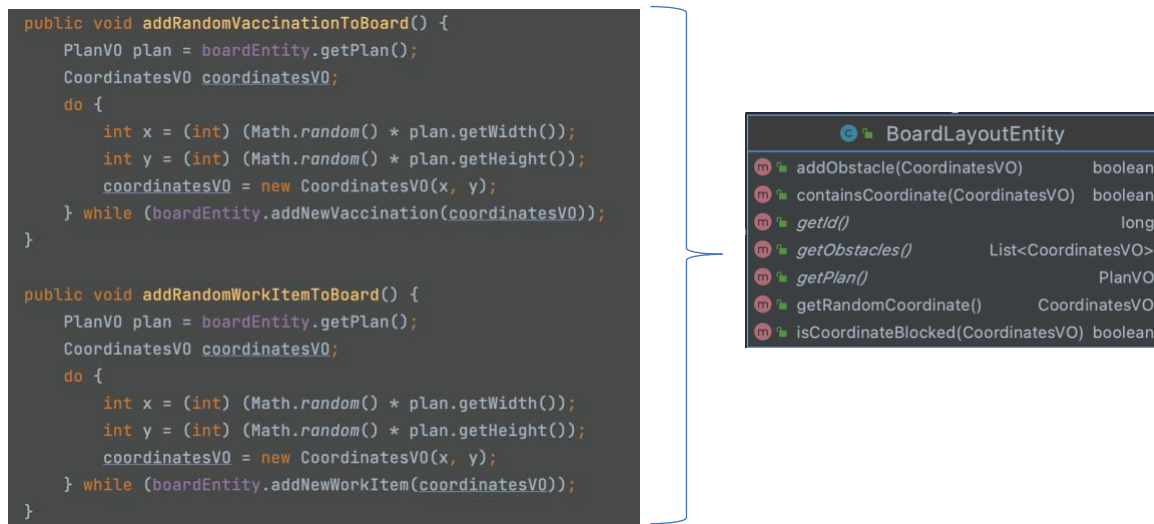 public void addRandomVaccinationToBoard() {
PlanVO plan = boardEntity.getPlan();
CoordinatesVO coordinatesVO;
do {
int x = (int) (Math.random() * plan.getWidth());
int y = (int) (Math.random() * plan.getHeight());
coordinatesVO = new CoordinatesVO(x, y);
} while (boardEntity.addNewVaccination(coordinatesVO));
}
public void addRandomWorkItemToBoard() {
PlanVO plan = boardEntity.getPlan();
CoordinatesVO coordinatesVO;
do {
int x = (int) (Math.random() * plan.getWidth());
int y = (int) (Math.random() * plan.getHeight());
coordinatesVO = new CoordinatesVO(x, y);
} while (boardEntity.addNewWorkItem(coordinatesVO));
}
C BoardLayoutEntity
m addObstacle(CoordinatesVO) boolean
m containsCoordinate(CoordinatesVO) boolean
m getId() long
m getObstacles() List<CoordinatesVO>
m getPlan() PlanVO
m getRandomCoordinate() CoordinatesVO
m isCoordinateBlocked(CoordinatesVO) boolean